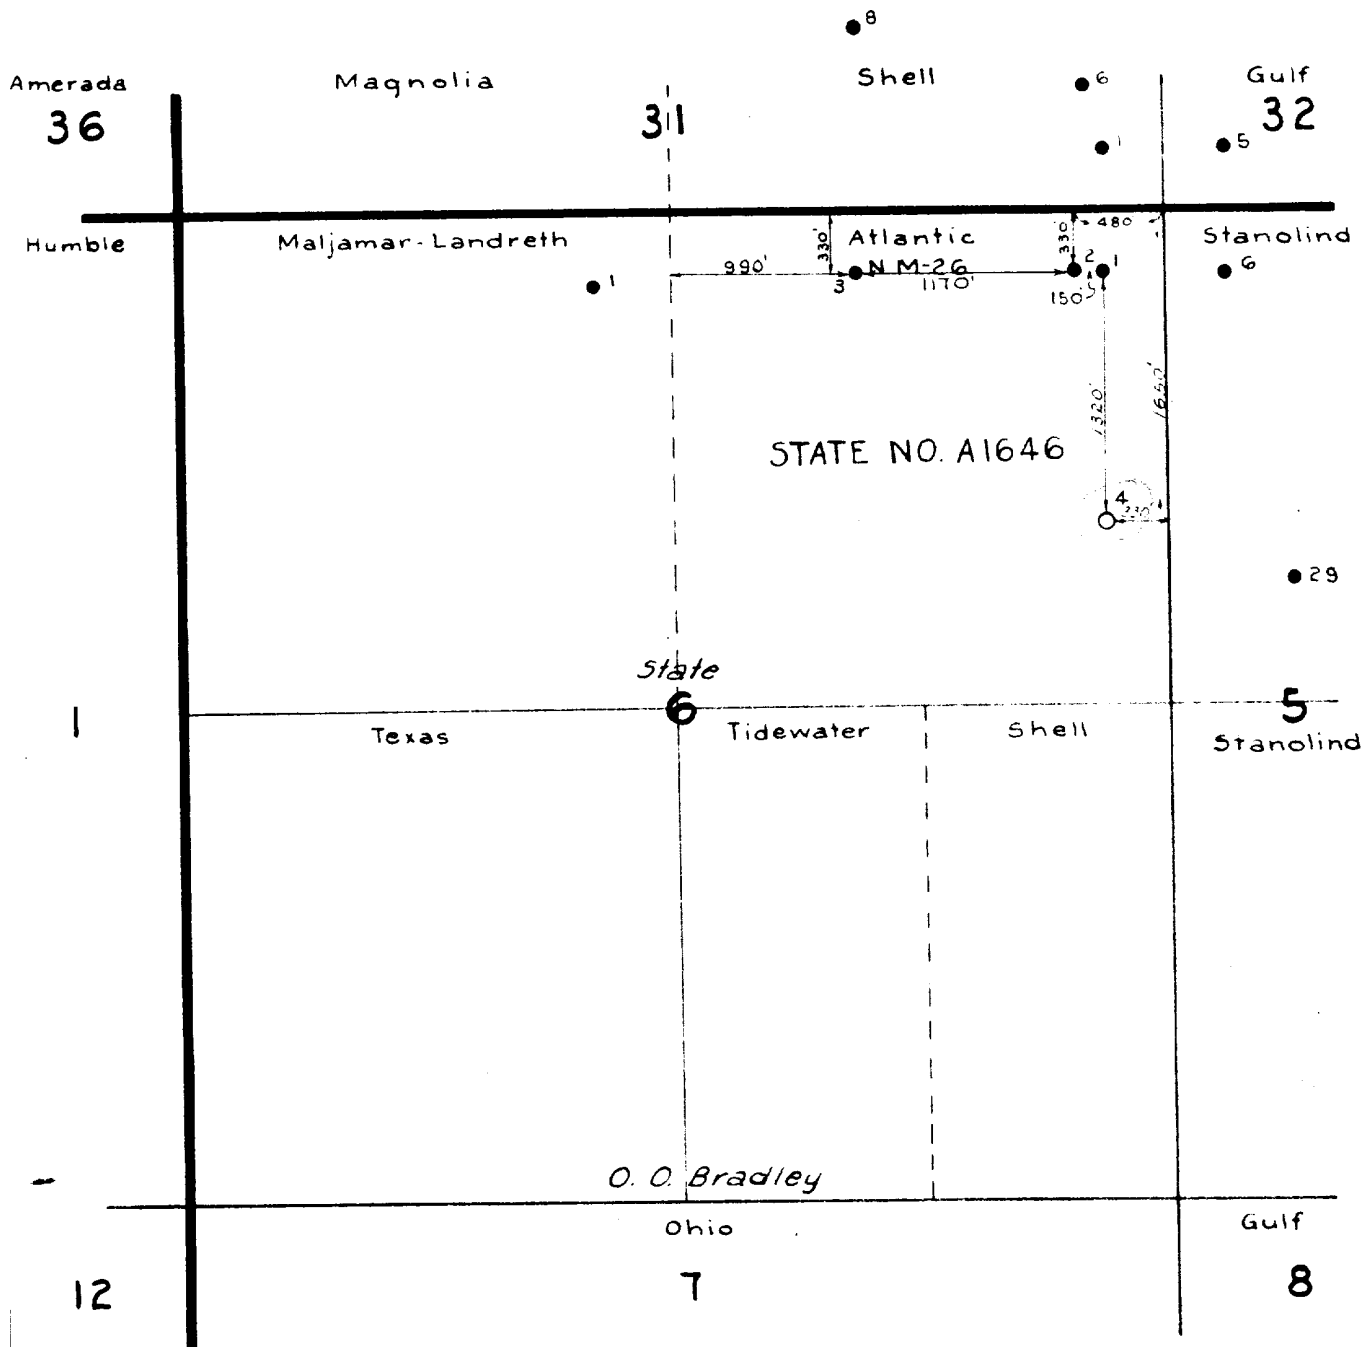 8
Amerada Magnolia Shell 6 Gulf
36 31 1 5 32
Humble Maljamar-Landreth 330' Atlantic 330' 480' Stanolind
1 990' 3 N M-26 1170' 2 1 6
150'
1320' 1650'
STATE NO. A1646
4
330'
29
State
1 6 5
Texas Tidewater Shell Stanolind
O. O. Bradley
Ohio Gulf
12 7 8